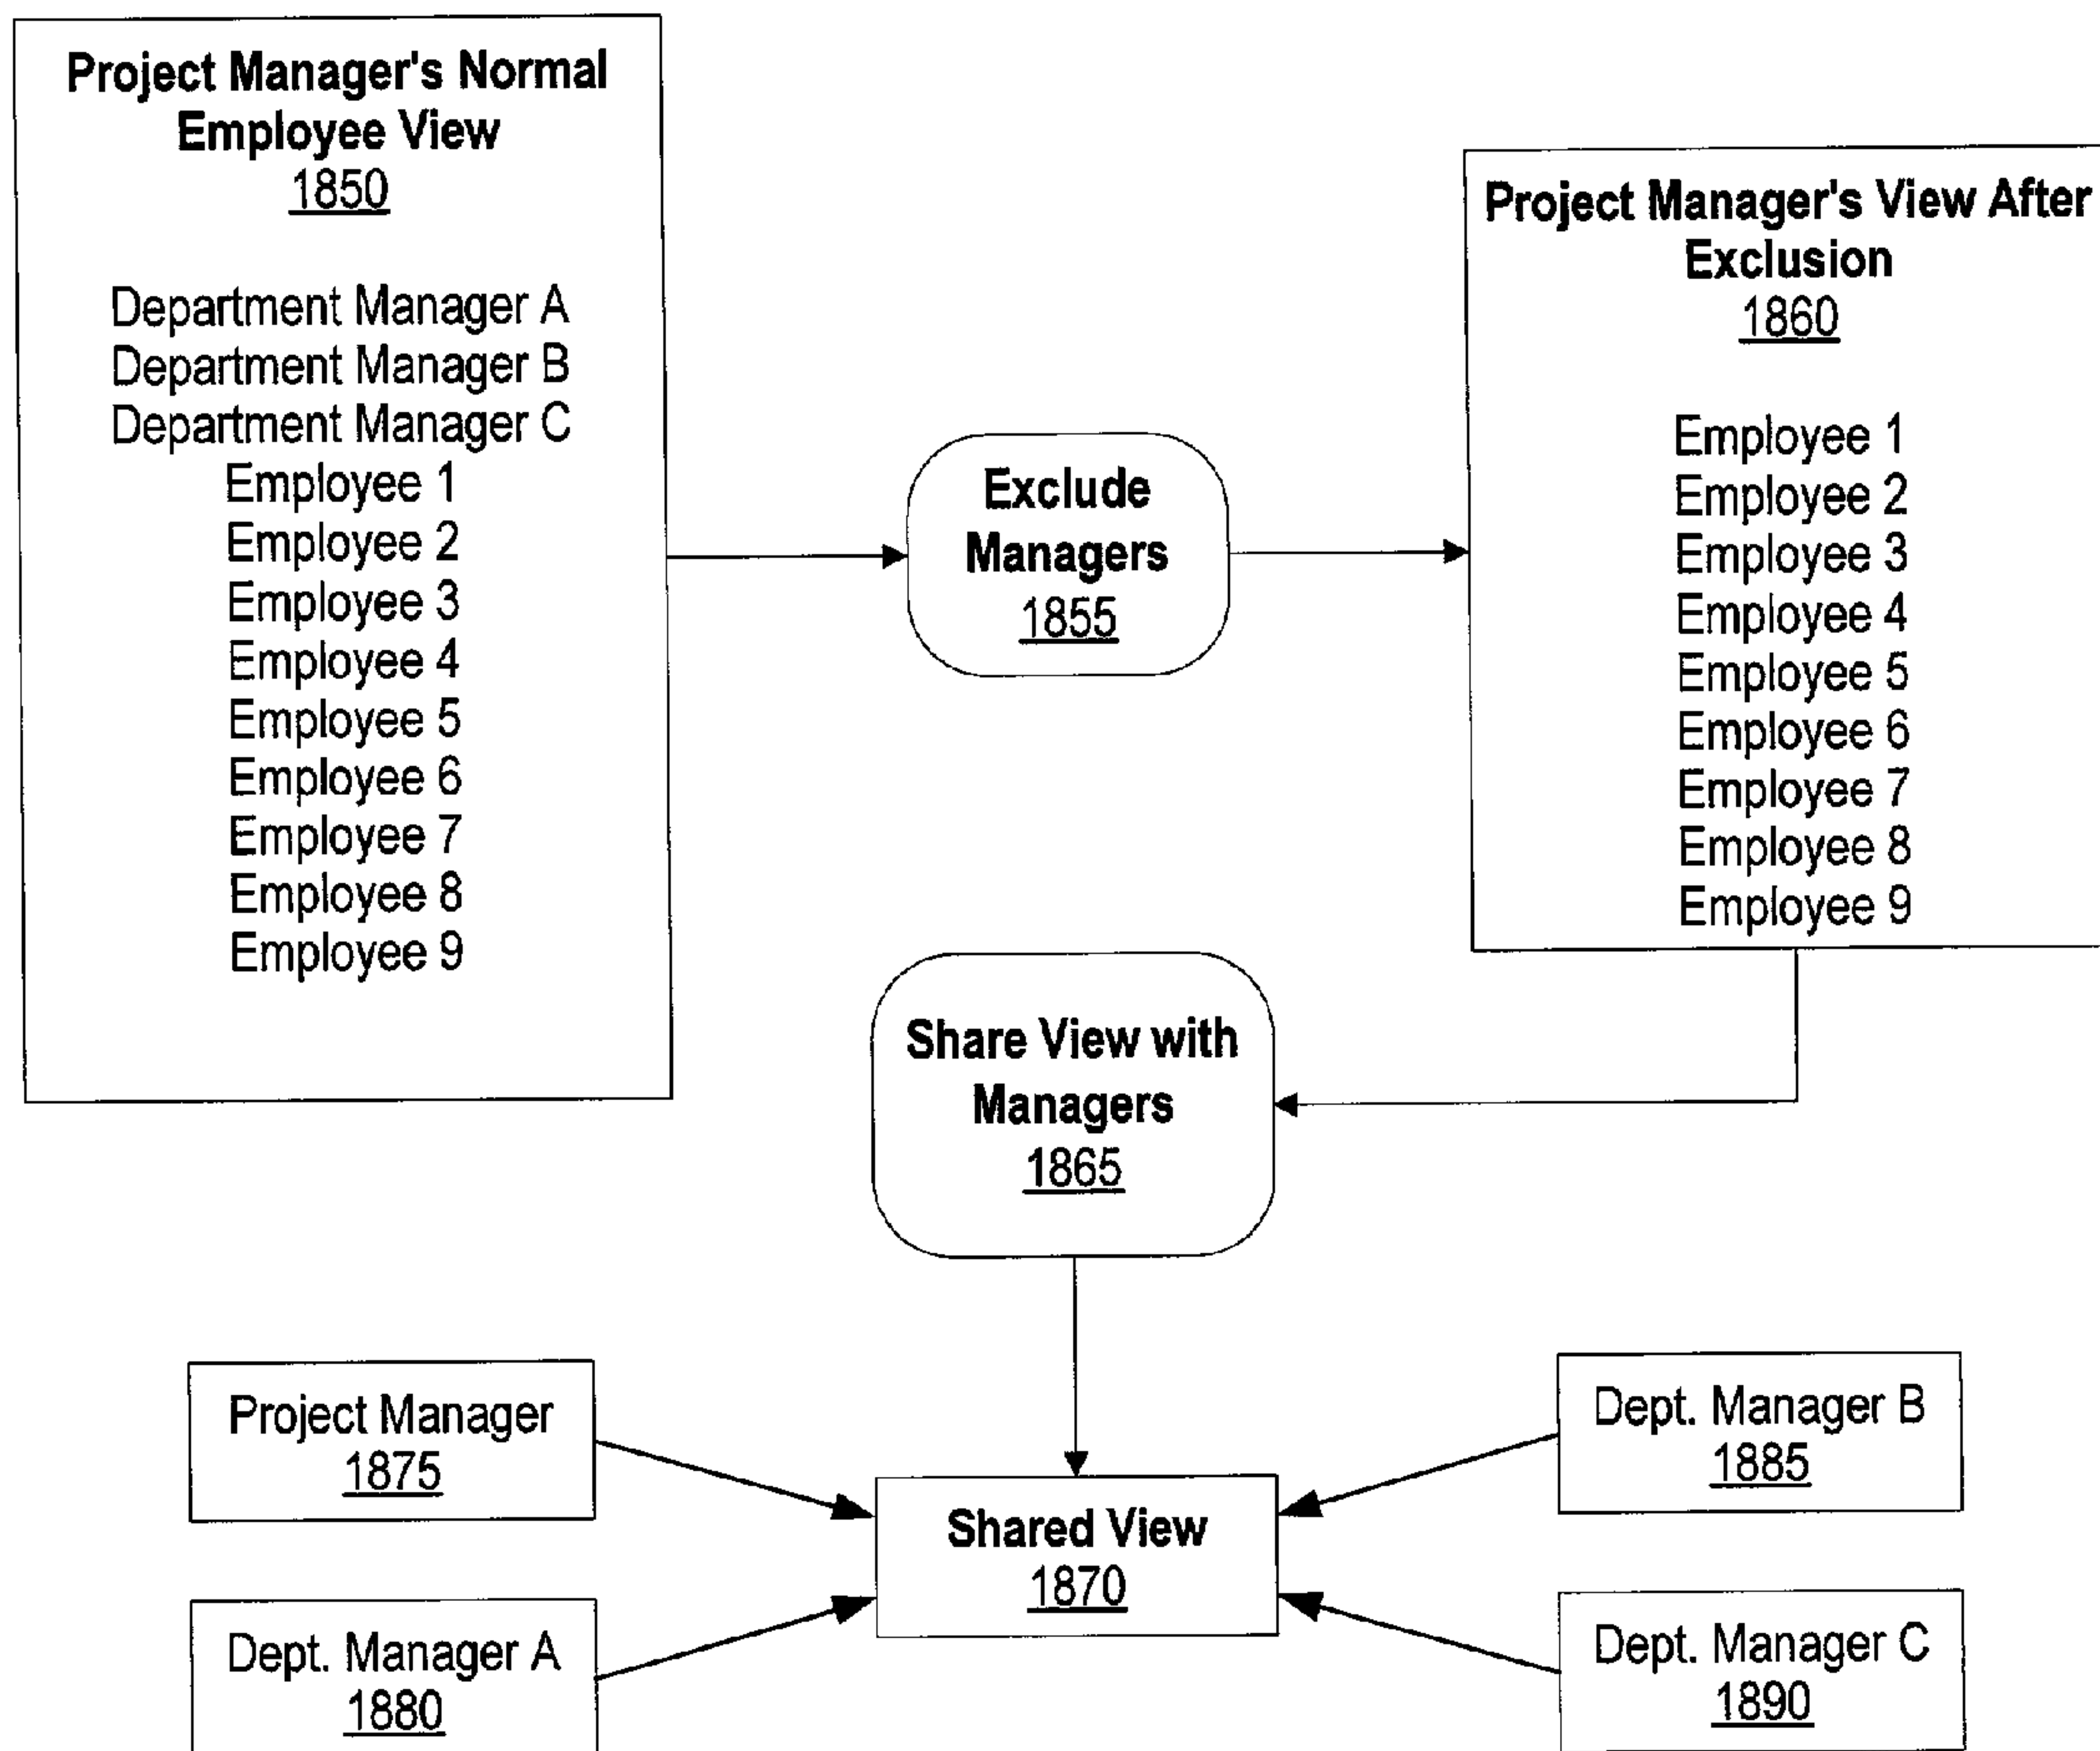 Project Manager's Normal
Employee View
1850
Department Manager A
Department Manager B
Department Manager C
Employee 1
Employee 2
Employee 3
Employee 4
Employee 5
Employee 6
Employee 7
Employee 8
Employee 9
Exclude
Managers
1855
Project Manager's View After
Exclusion
1860
Employee 1
Employee 2
Employee 3
Employee 4
Employee 5
Employee 6
Employee 7
Employee 8
Employee 9
Share View with
Managers
1865
Project Manager
1875
Dept. Manager A
1880
Shared View
1870
Dept. Manager B
1885
Dept. Manager C
1890